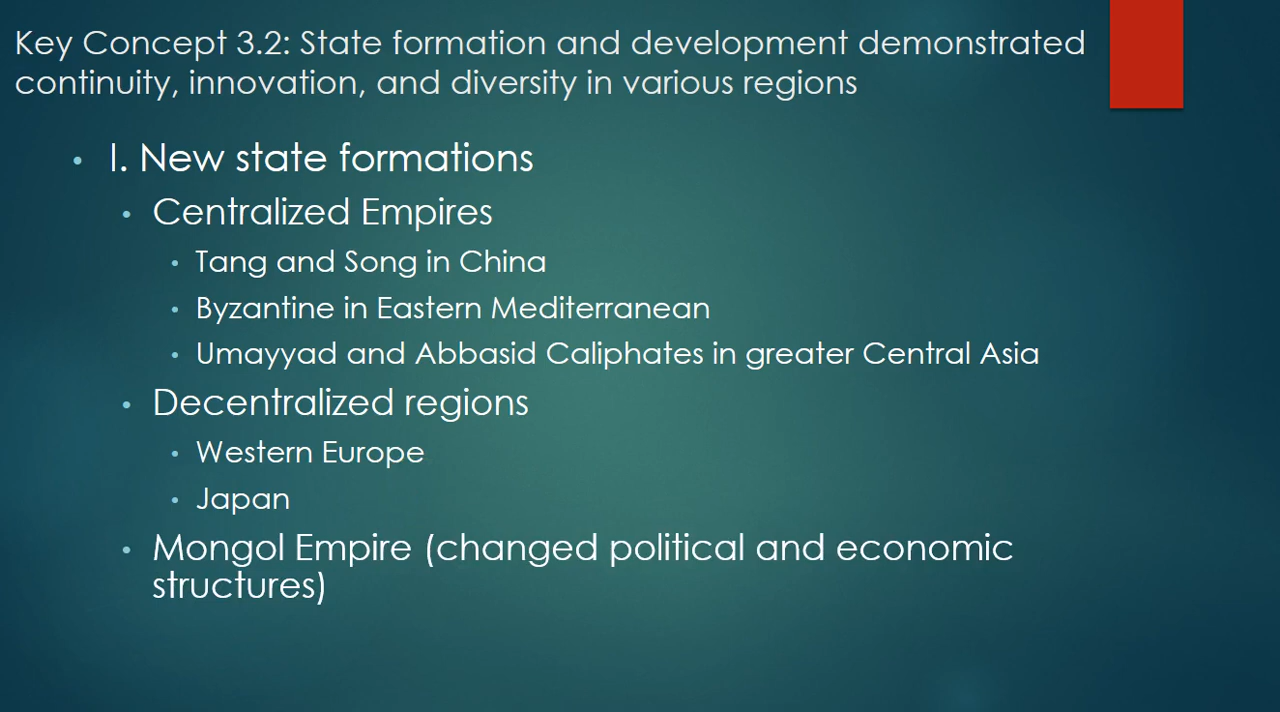 Key Concept 3.2: State formation and development demonstrated
continuity, innovation, and diversity in various regions
• I. New state formations
• Centralized Empires
• Tang and Song in China
• Byzantine in Eastern Mediterranean
• Umayyad and Abbasid Caliphates in greater Central Asia
• Decentralized regions
• Western Europe
• Japan
• Mongol Empire (changed political and economic
structures)